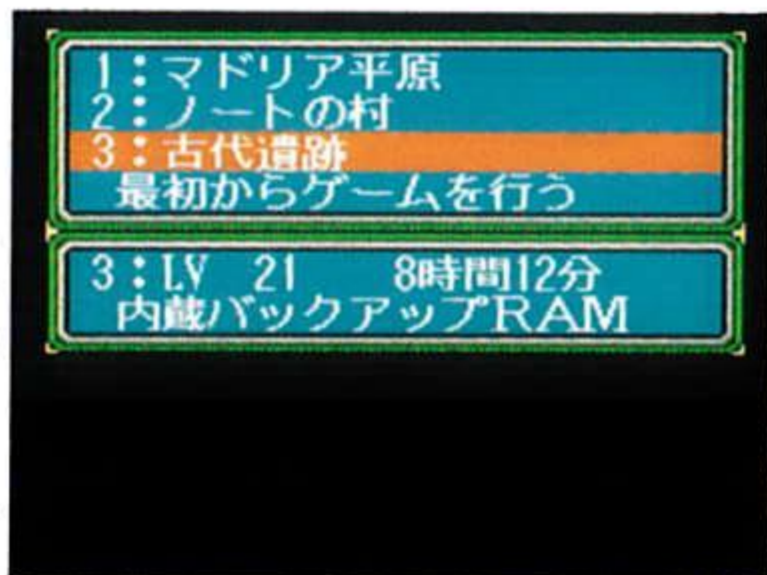 1：マドリア平原
2：ノートの村
3：古代遺跡
最初からゲームを行う
3：LV 21 8時間12分
内蔵バックアップRAM